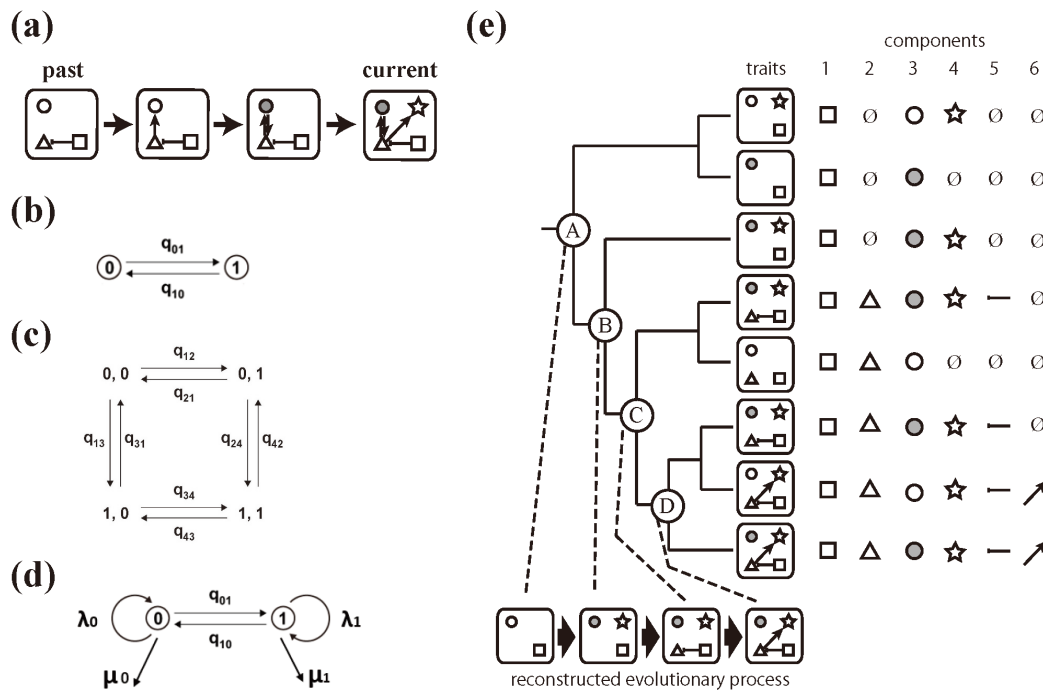 (a)
past
current
(b)
q01
0
1
q10
(c)
q12
0, 0
0, 1
q21
q13
q31
q24
q42
q34
1, 0
1, 1
q43
(d)
q01
λ0
0
1
λ1
q10
μ0
μ1
(e)
components
traits 1 2 3 4 5 6
∅ ∅ ∅
∅ ∅ ∅ ∅
A
∅ ∅ ∅
B
∅
∅ ∅ ∅
C
∅
D
reconstructed evolutionary process